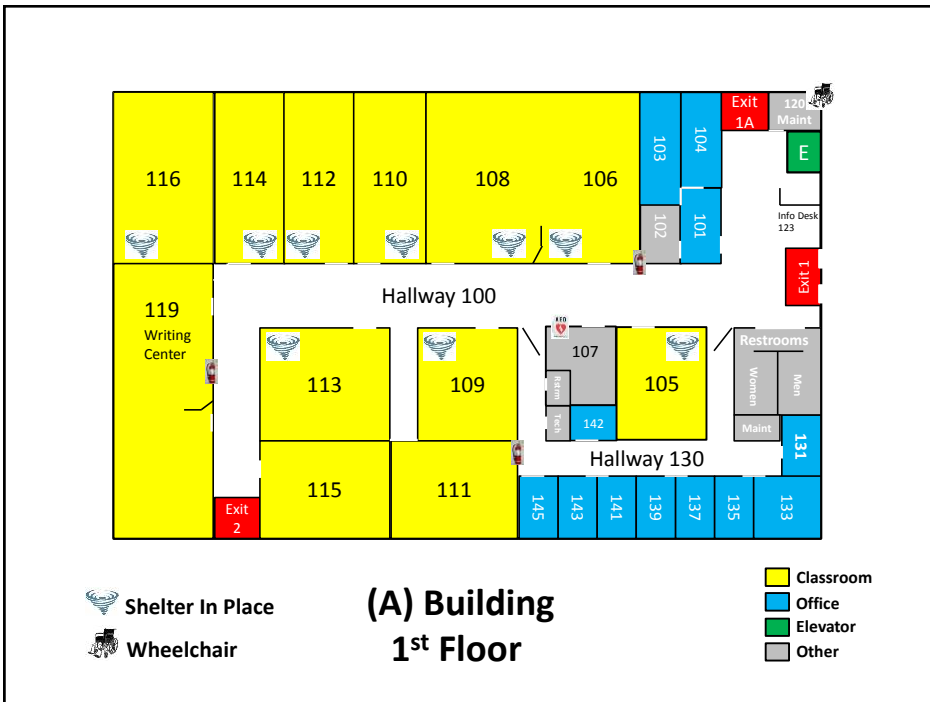 Exit
1A
120
Maint
103
104
E
116
114
112
110
108
106
102
101
Info Desk
123
Exit 1
Hallway 100
119
Writing
Center
AED
107
Restrooms
113
109
105
Women
Men
Rstrm
Tech
142
Maint
131
Hallway 130
115
111
145
143
141
139
137
135
133
Exit
2
Shelter In Place
Wheelchair
(A) Building
1st Floor
Classroom
Office
Elevator
Other